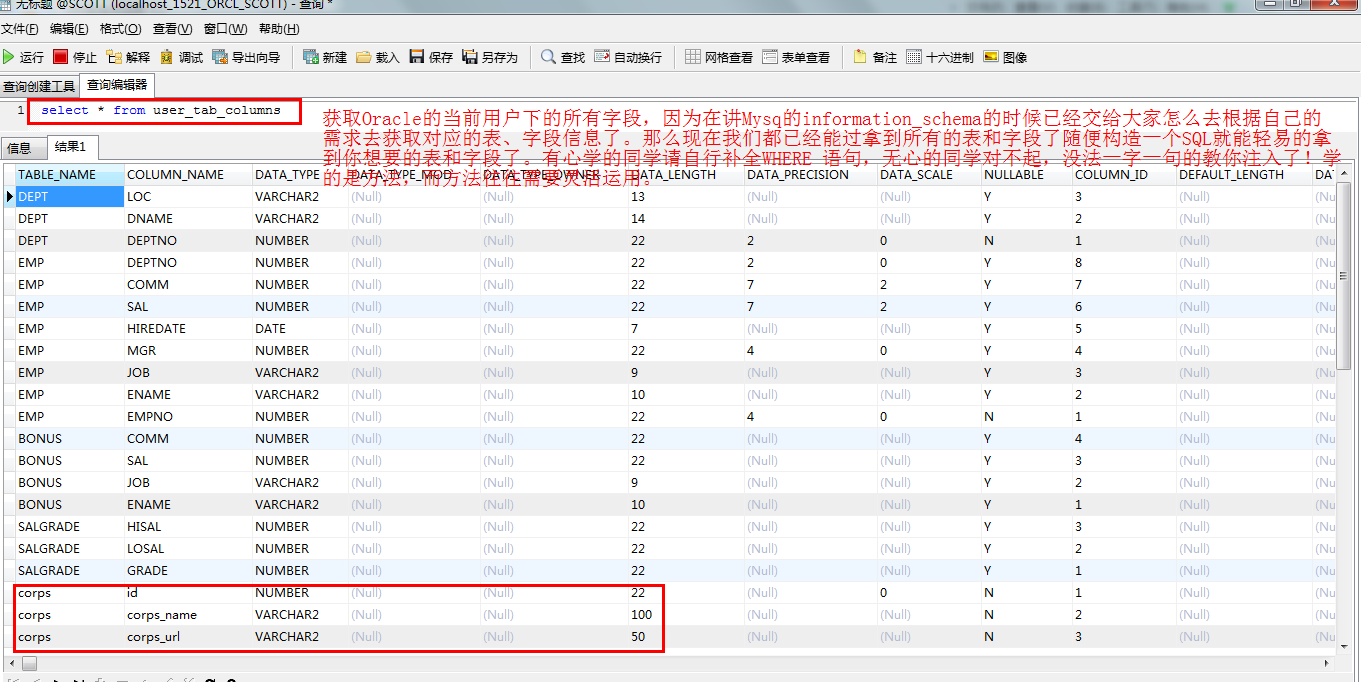 无标题 @SCOTT (localhost_1521_ORCL_SCOTT) - 查询 *
文件(F) 编辑(E) 格式(O) 查看(V) 窗口(W) 帮助(H)
运行 停止 解释 调试 导出向导 新建 载入 保存 另存为 查找 自动换行 网格查看 表单查看 备注 十六进制 图像
查询创建工具 查询编辑器
1 select * from user_tab_columns
获取Oracle的当前用户下的所有字段，因为在讲Mysq的information_schema的时候已经交给大家怎么去根据自己的
需求去获取对应的表、字段信息了。那么现在我们都已经能过拿到所有的表和字段了随便构造一个SQL就能轻易的拿
到你想要的表和字段了。有心学的同学请自行补全WHERE 语句，无心的同学对不起，没法一字一句的教你注入了！学
的是方法，而方法往往需要灵活运用。
信息 结果1
TABLE_NAME COLUMN_NAME DATA_TYPE DATA_TYPE_MOD DATA_TYPE_OWNER DATA_LENGTH DATA_PRECISION DATA_SCALE NULLABLE COLUMN_ID DEFAULT_LENGTH DAT
DEPT LOC VARCHAR2 (Null) (Null) 13 (Null) (Null) Y 3 (Null) (Nu
DEPT DNAME VARCHAR2 (Null) (Null) 14 (Null) (Null) Y 2 (Null) (Nu
DEPT DEPTNO NUMBER (Null) (Null) 22 2 0 N 1 (Null) (Nu
EMP DEPTNO NUMBER (Null) (Null) 22 2 0 Y 8 (Null) (Nu
EMP COMM NUMBER (Null) (Null) 22 7 2 Y 7 (Null) (Nu
EMP SAL NUMBER (Null) (Null) 22 7 2 Y 6 (Null) (Nu
EMP HIREDATE DATE (Null) (Null) 7 (Null) (Null) Y 5 (Null) (Nu
EMP MGR NUMBER (Null) (Null) 22 4 0 Y 4 (Null) (Nu
EMP JOB VARCHAR2 (Null) (Null) 9 (Null) (Null) Y 3 (Null) (Nu
EMP ENAME VARCHAR2 (Null) (Null) 10 (Null) (Null) Y 2 (Null) (Nu
EMP EMPNO NUMBER (Null) (Null) 22 4 0 N 1 (Null) (Nu
BONUS COMM NUMBER (Null) (Null) 22 (Null) (Null) Y 4 (Null) (Nu
BONUS SAL NUMBER (Null) (Null) 22 (Null) (Null) Y 3 (Null) (Nu
BONUS JOB VARCHAR2 (Null) (Null) 9 (Null) (Null) Y 2 (Null) (Nu
BONUS ENAME VARCHAR2 (Null) (Null) 10 (Null) (Null) Y 1 (Null) (Nu
SALGRADE HISAL NUMBER (Null) (Null) 22 (Null) (Null) Y 3 (Null) (Nu
SALGRADE LOSAL NUMBER (Null) (Null) 22 (Null) (Null) Y 2 (Null) (Nu
SALGRADE GRADE NUMBER (Null) (Null) 22 (Null) (Null) Y 1 (Null) (Nu
corps id NUMBER (Null) (Null) 22 (Null) 0 N 1 (Null) (Nu
corps corps_name VARCHAR2 (Null) (Null) 100 (Null) (Null) N 2 (Null) (Nu
corps corps_url VARCHAR2 (Null) (Null) 50 (Null) (Null) N 3 (Null) (Nu